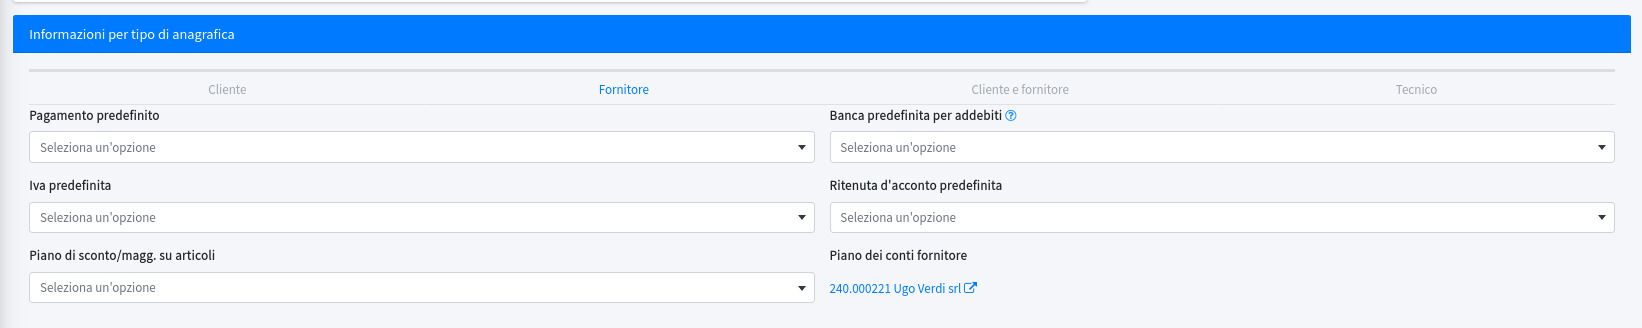 Informazioni per tipo di anagrafica
Cliente Fornitore Cliente e fornitore Tecnico
Pagamento predefinito Banca predefinita per addebiti
Seleziona un'opzione Seleziona un'opzione
Iva predefinita Ritenuta d'acconto predefinita
Seleziona un'opzione Seleziona un'opzione
Piano di sconto/magg. su articoli Piano dei conti fornitore
Seleziona un'opzione 240.000221 Ugo Verdi srl